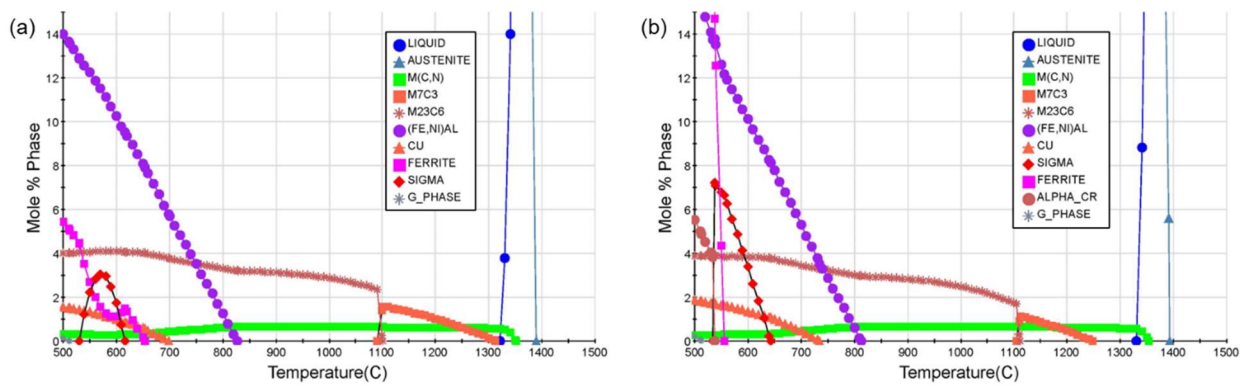 (a)
Mole % Phase
14
12
10
8
6
4
2
0
500 600 700 800 900 1000 1100 1200 1300 1400 1500
Temperature(C)
LIQUID
AUSTENITE
M(C,N)
M7C3
M23C6
(FE,NI)AL
CU
FERRITE
SIGMA
G_PHASE
(b)
Mole % Phase
14
12
10
8
6
4
2
0
500 600 700 800 900 1000 1100 1200 1300 1400 1500
Temperature(C)
LIQUID
AUSTENITE
M(C,N)
M7C3
M23C6
(FE,NI)AL
CU
SIGMA
FERRITE
ALPHA_CR
G_PHASE